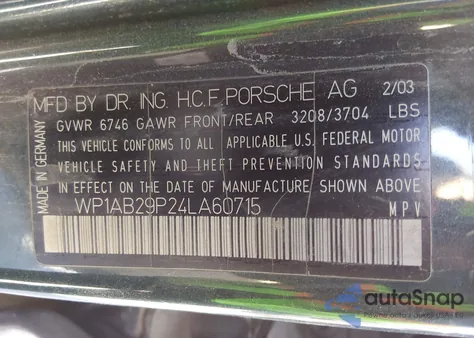 MFD BY DR. ING. H.C.F. PORSCHE AG 2/03
GVWR 6746 GAWR FRONT/REAR 3208/3704 LBS
THIS VEHICLE CONFORMS TO ALL APPLICABLE U.S. FEDERAL MOTOR
VEHICLE SAFETY AND THEFT PREVENTION STANDARDS IN
EFFECT ON THE DATE OF MANUFACTURE SHOWN ABOVE
WP1AB29P24LA60715 MPV
MADE IN GERMANY
autoSnap